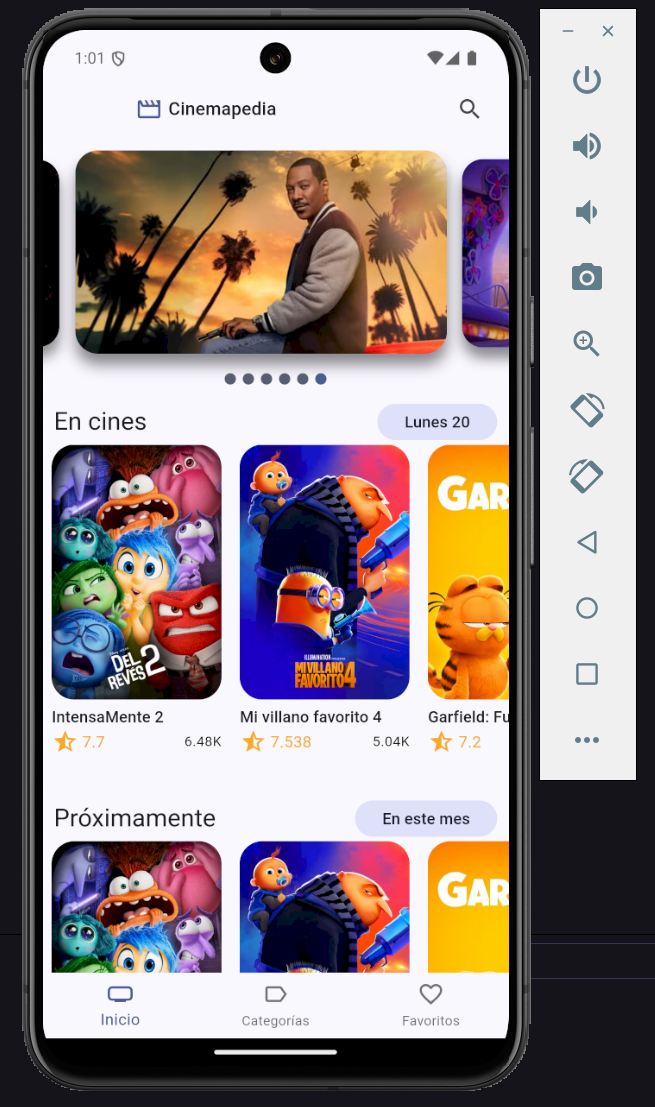 1:01
Cinemapedia
En cines
Lunes 20
DEL REVÉS 2
ILLUMINATION
MI VILLANO
FAVORITO 4
GAR
IntensaMente 2
Mi villano favorito 4
Garfield: Fu
7.7
6.48K
7.538
5.04K
7.2
Próximamente
En este mes
GAR
Inicio
Categorías
Favoritos